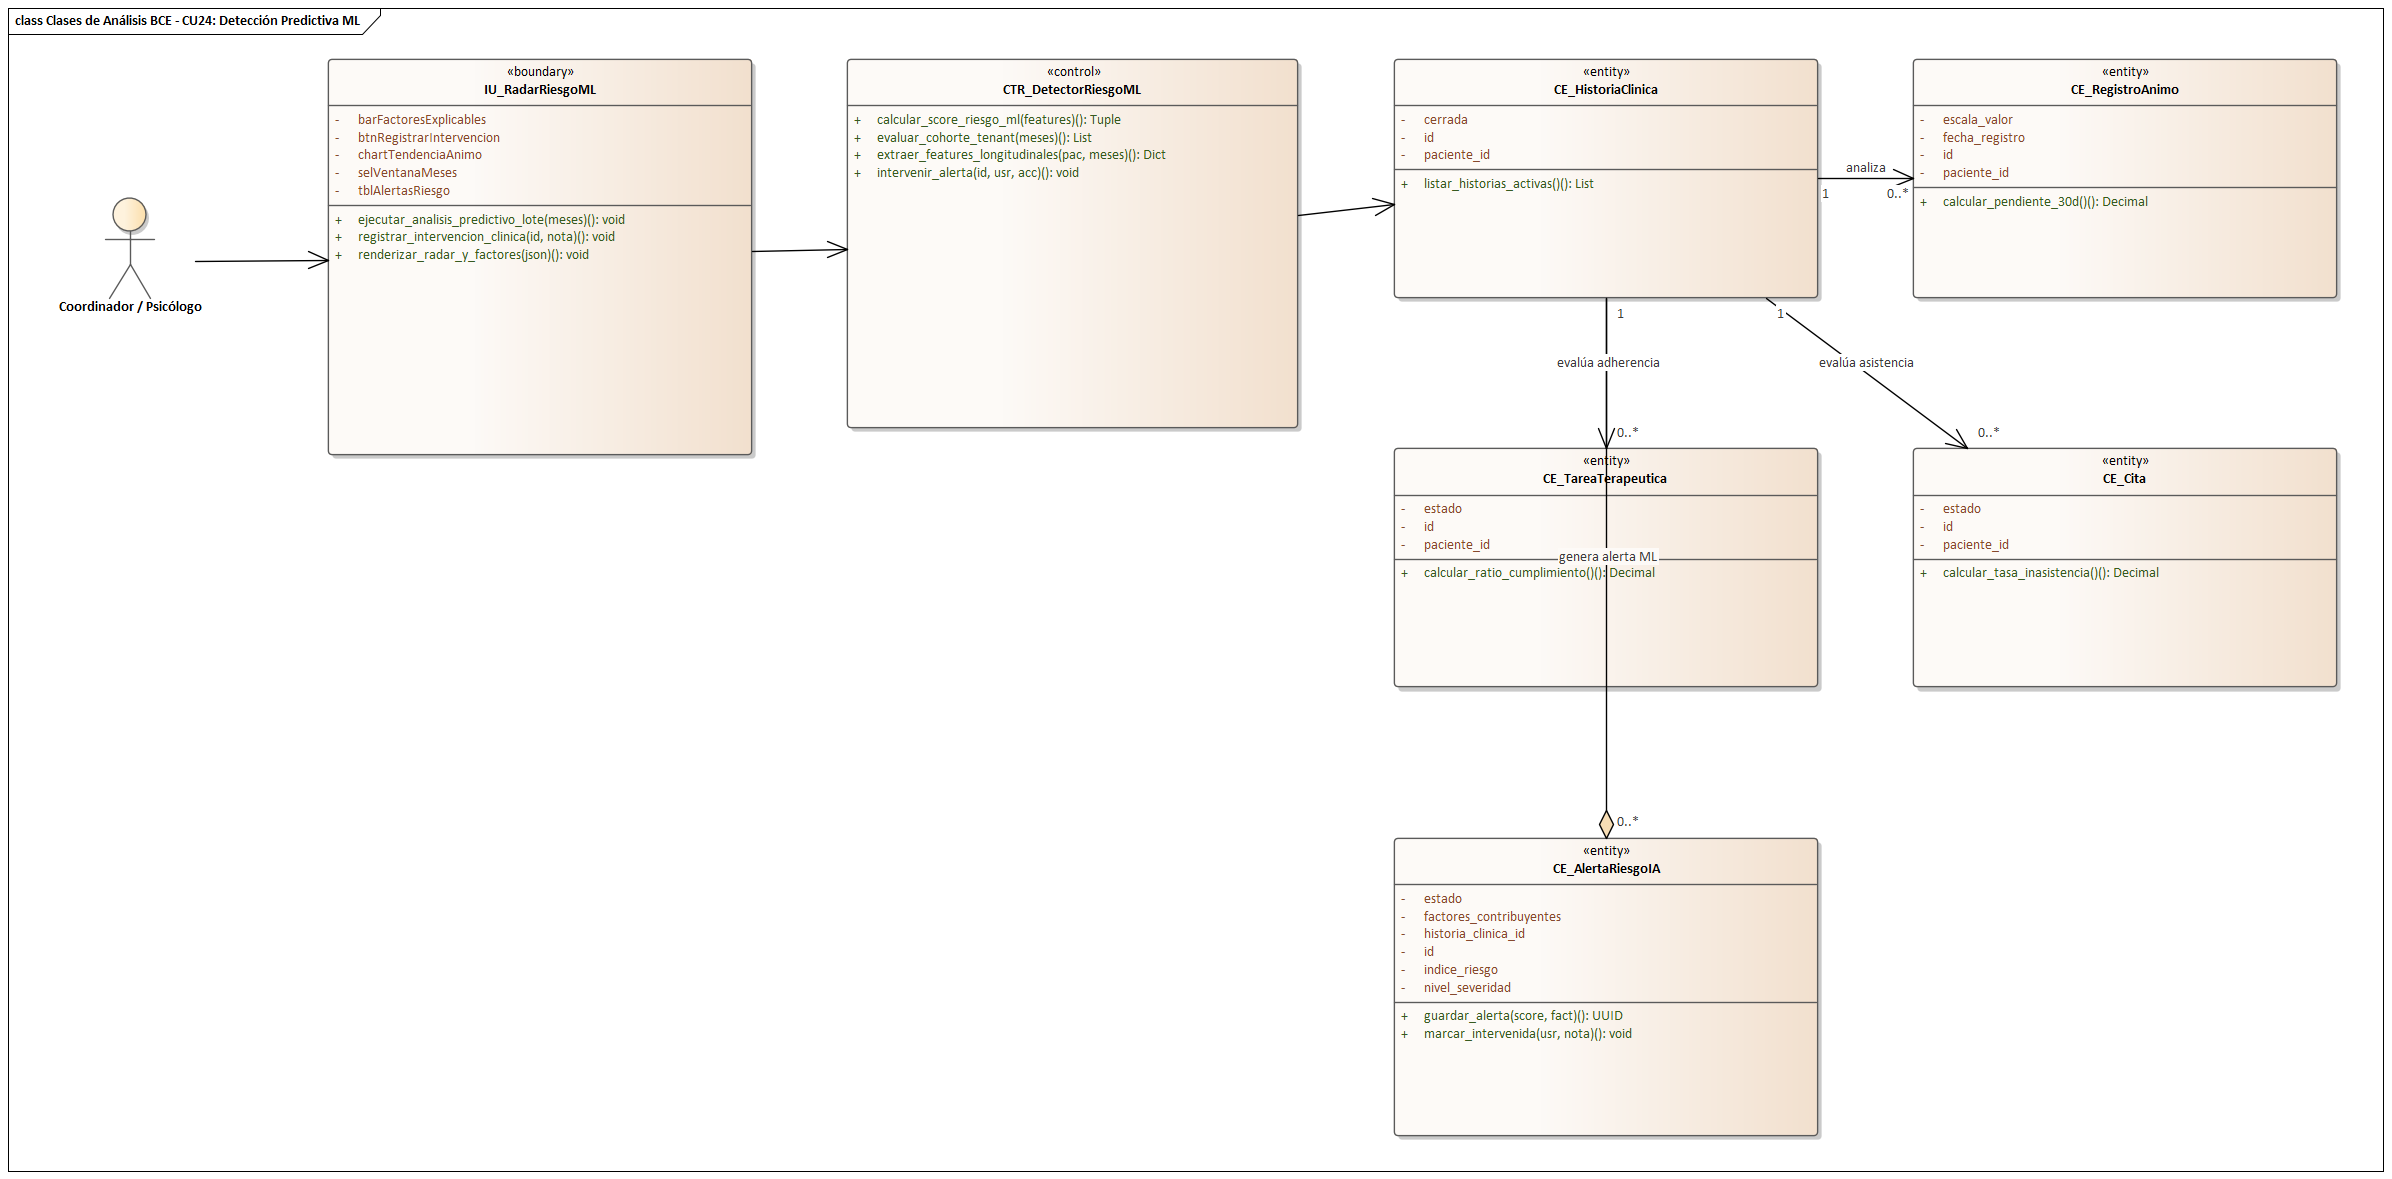 class Clases de Análisis BCE - CU24: Detección Predictiva ML
Coordinador / Psicólogo
«boundary»
IU_RadarRiesgoML
- barFactoresExplicables
- btnRegistrarIntervencion
- chartTendenciaAnimo
- selVentanaMeses
- tblAlertasRiesgo
+ ejecutar_analisis_predictivo_lote(meses)(): void
+ registrar_intervencion_clinica(id, nota)(): void
+ renderizar_radar_y_factores(json)(): void
«control»
CTR_DetectorRiesgoML
+ calcular_score_riesgo_ml(features)(): Tuple
+ evaluar_cohorte_tenant(meses)(): List
+ extraer_features_longitudinales(pac, meses)(): Dict
+ intervenir_alerta(id, usr, acc)(): void
«entity»
CE_HistoriaClinica
- cerrada
- id
- paciente_id
+ listar_historias_activas()(): List
analiza
1
0..*
«entity»
CE_RegistroAnimo
- escala_valor
- fecha_registro
- id
- paciente_id
+ calcular_pendiente_30d()(): Decimal
1
evalúa adherencia
0..*
1
evalúa asistencia
0..*
«entity»
CE_TareaTerapeutica
- estado
- id
- paciente_id
genera alerta ML
+ calcular_ratio_cumplimiento()(): Decimal
«entity»
CE_Cita
- estado
- id
- paciente_id
+ calcular_tasa_inasistencia()(): Decimal
0..*
«entity»
CE_AlertaRiesgoIA
- estado
- factores_contribuyentes
- historia_clinica_id
- id
- indice_riesgo
- nivel_severidad
+ guardar_alerta(score, fact)(): UUID
+ marcar_intervenida(usr, nota)(): void